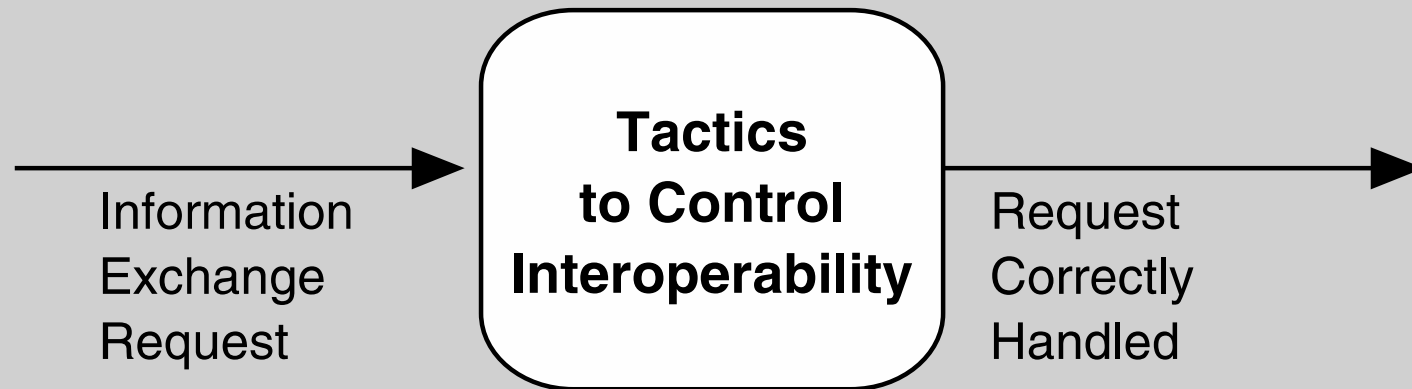 Information
Exchange
Request
Tactics
to Control
Interoperability
Request
Correctly
Handled